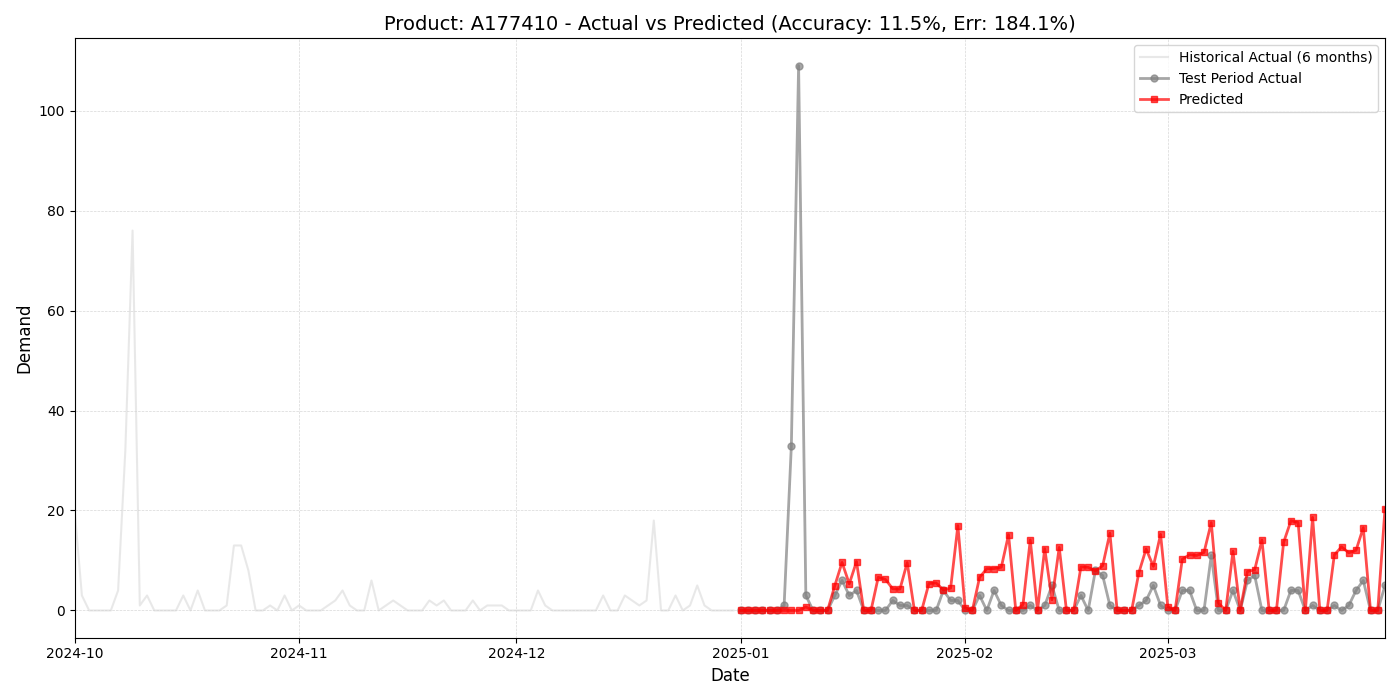 Product: A177410 - Actual vs Predicted (Accuracy: 11.5%, Err: 184.1%)
Historical Actual (6 months)
Test Period Actual
Predicted
Demand
100
80
60
40
20
0
2024-10
2024-11
2024-12
2025-01
2025-02
2025-03
Date